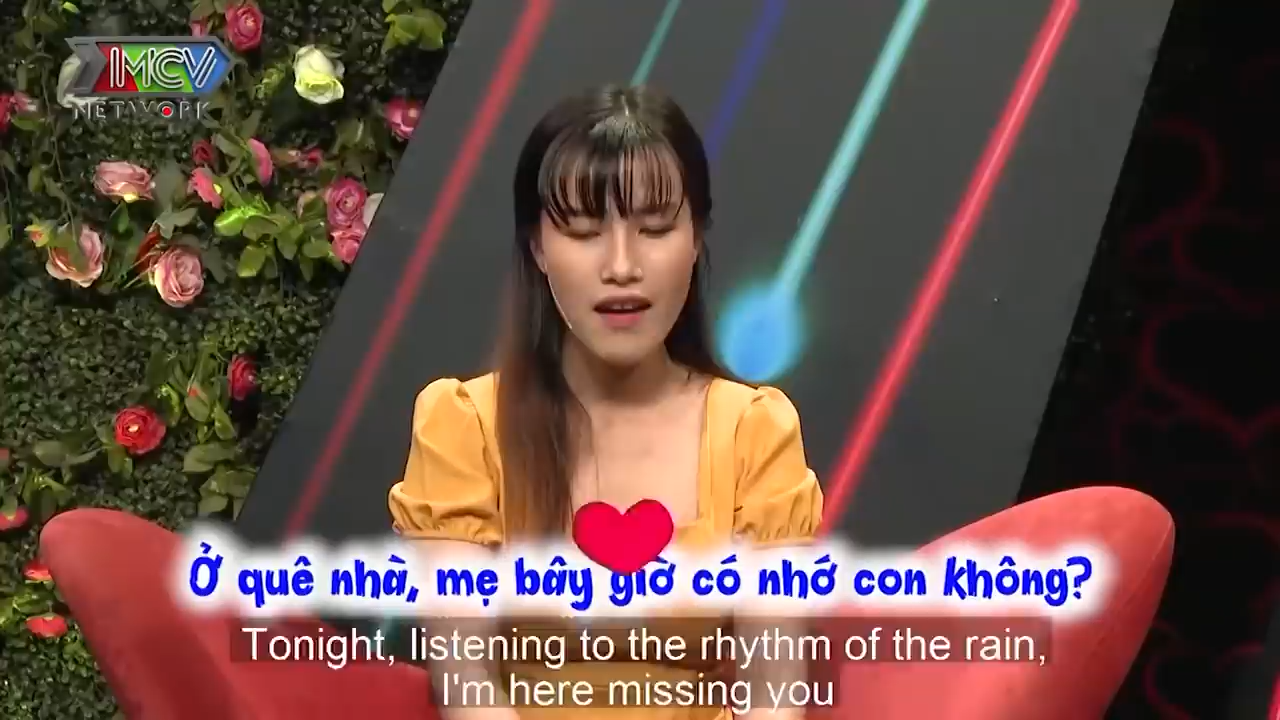 MCV
NETWORK
Ở quê nhà, mẹ bây giờ có nhớ con không?
Tonight, listening to the rhythm of the rain,
I'm here missing you